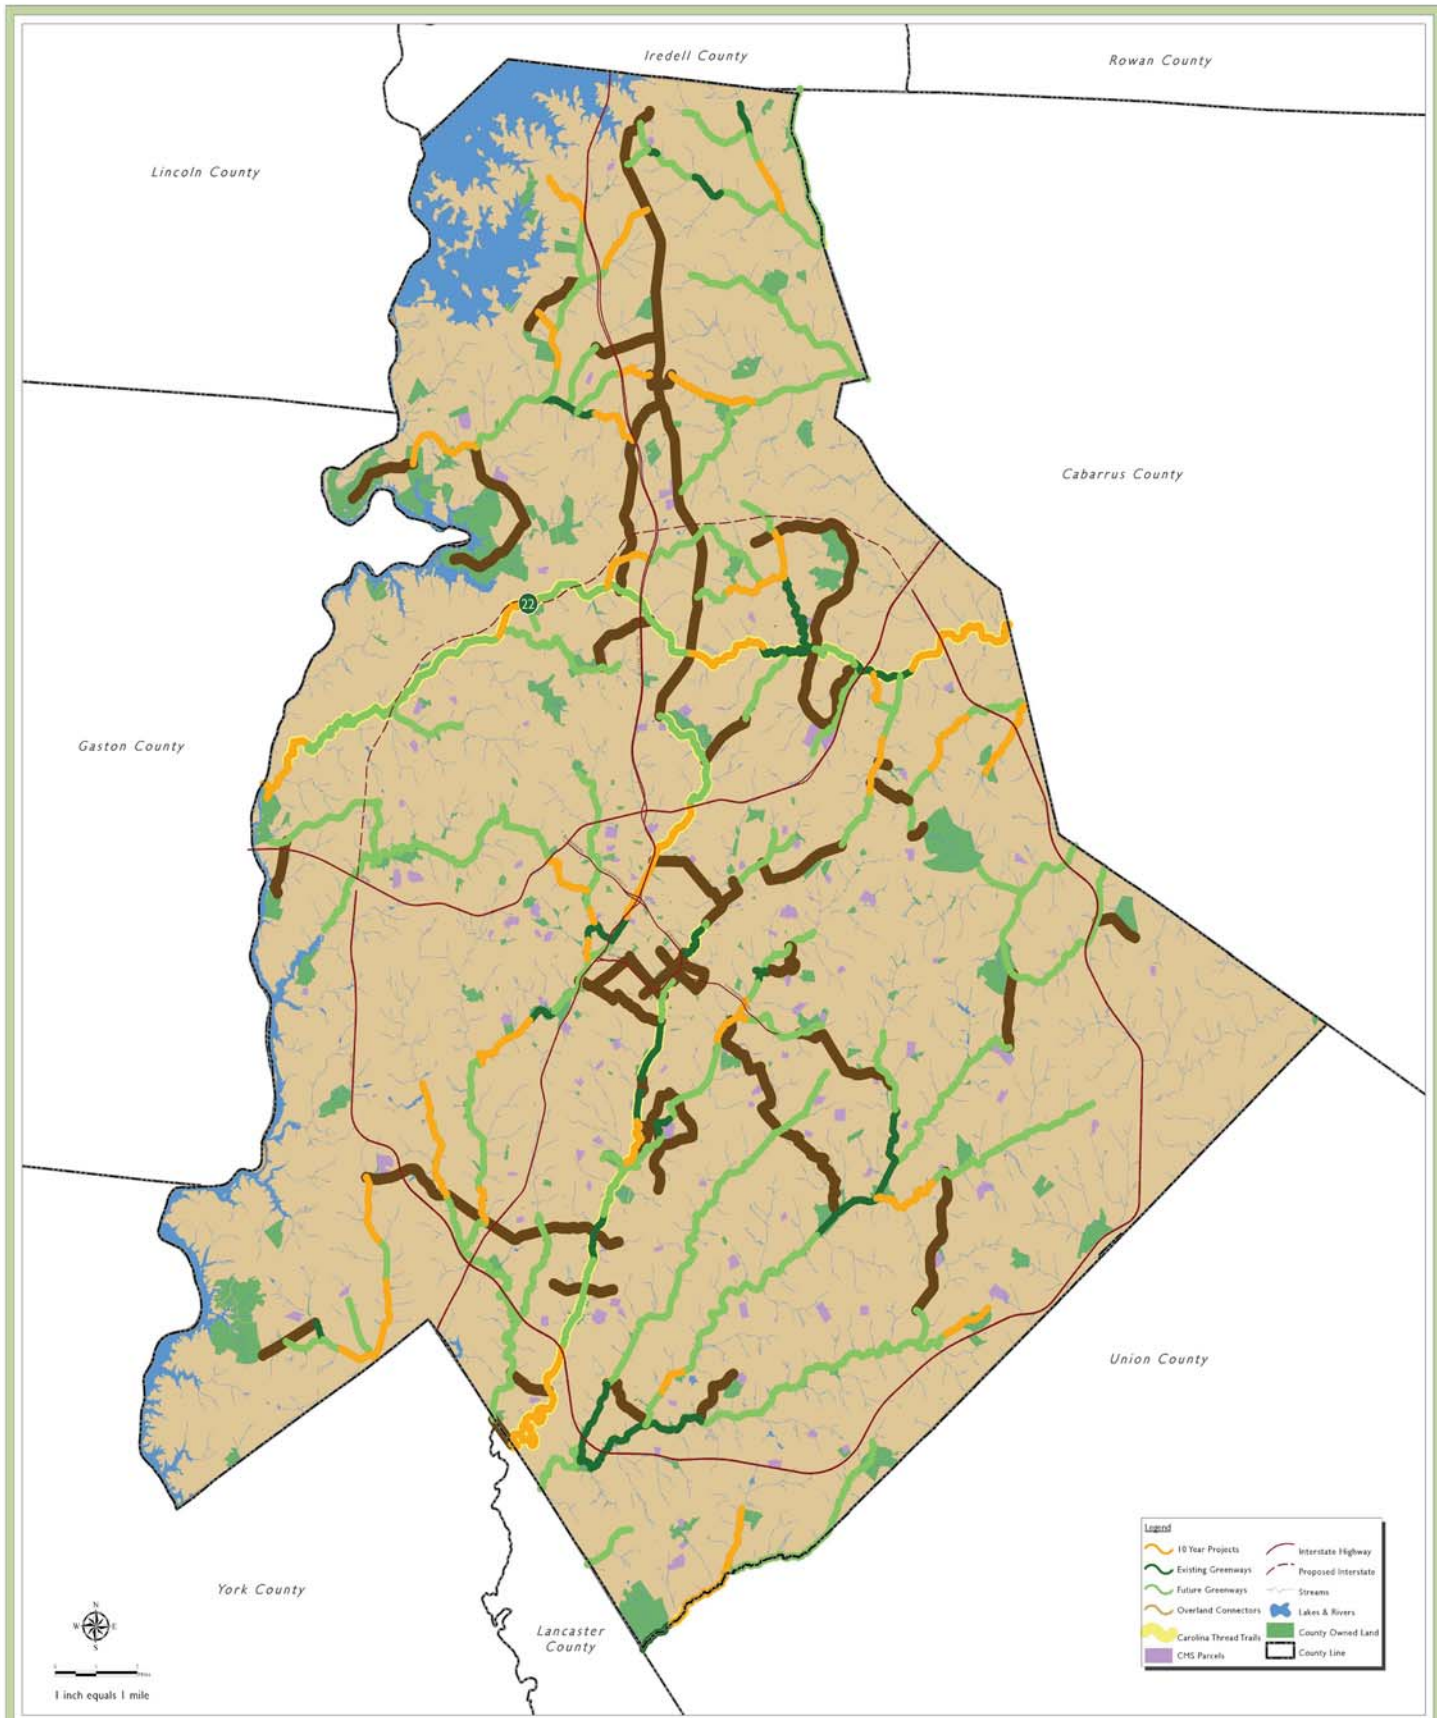 Iredell County
Rowan County
Lincoln County
Cabarrus County
22
Gaston County
Union County
York County
Lancaster
County
N
W E
S
1 inch equals 1 mile
Legend
10 Year Projects
Existing Greenways
Future Greenways
Overland Connectors
Carolina Thread Trails
CMS Parcels
Interstate Highway
Proposed Interstate
Streams
Lakes & Rivers
County Owned Land
County Line